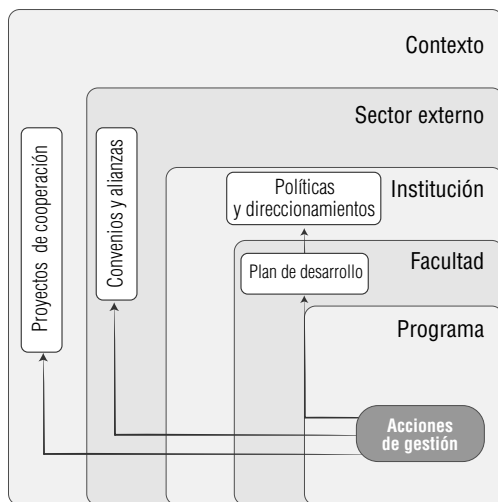 Contexto
Sector externo
Proyectos de cooperación
Convenios y alianzas
Políticas
y direccionamientos
Institución
Plan de desarrollo
Facultad
Programa
Acciones
de gestión